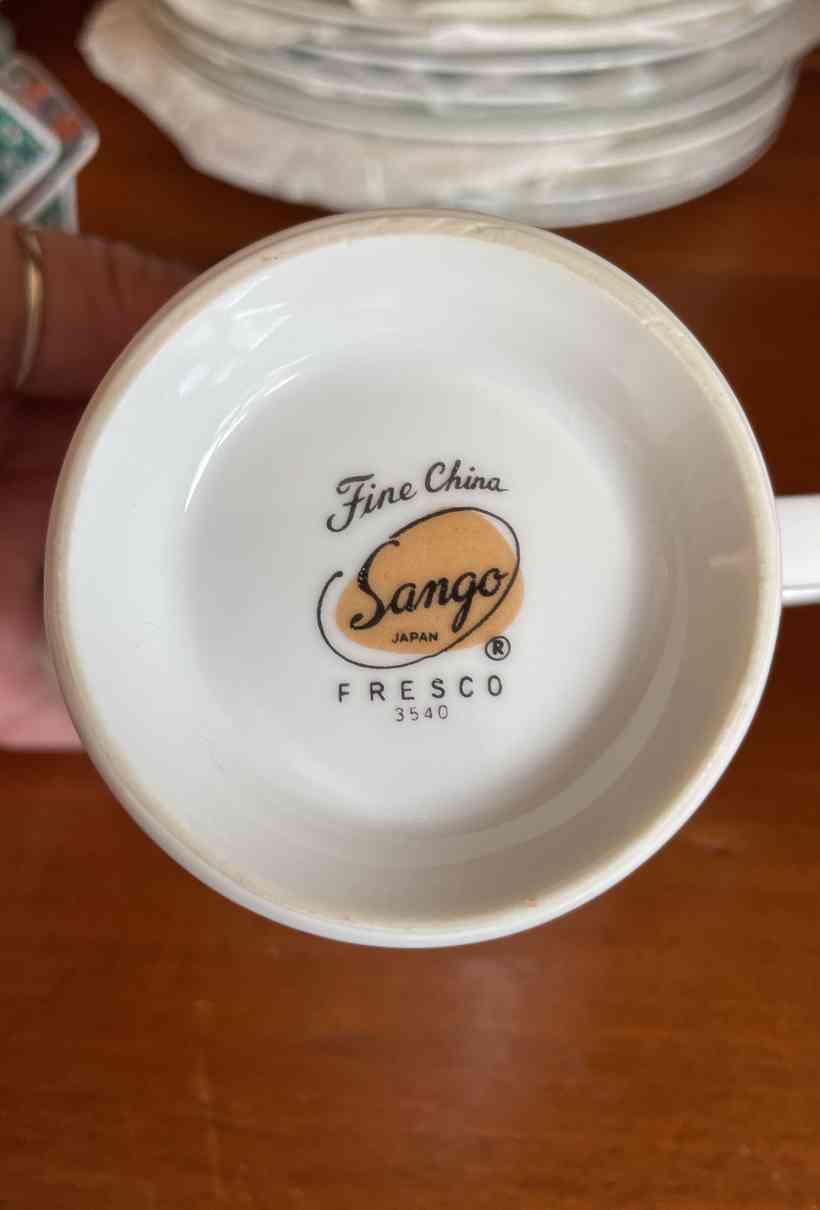 Fine China
Sango
JAPAN
®
FRESCO
3540